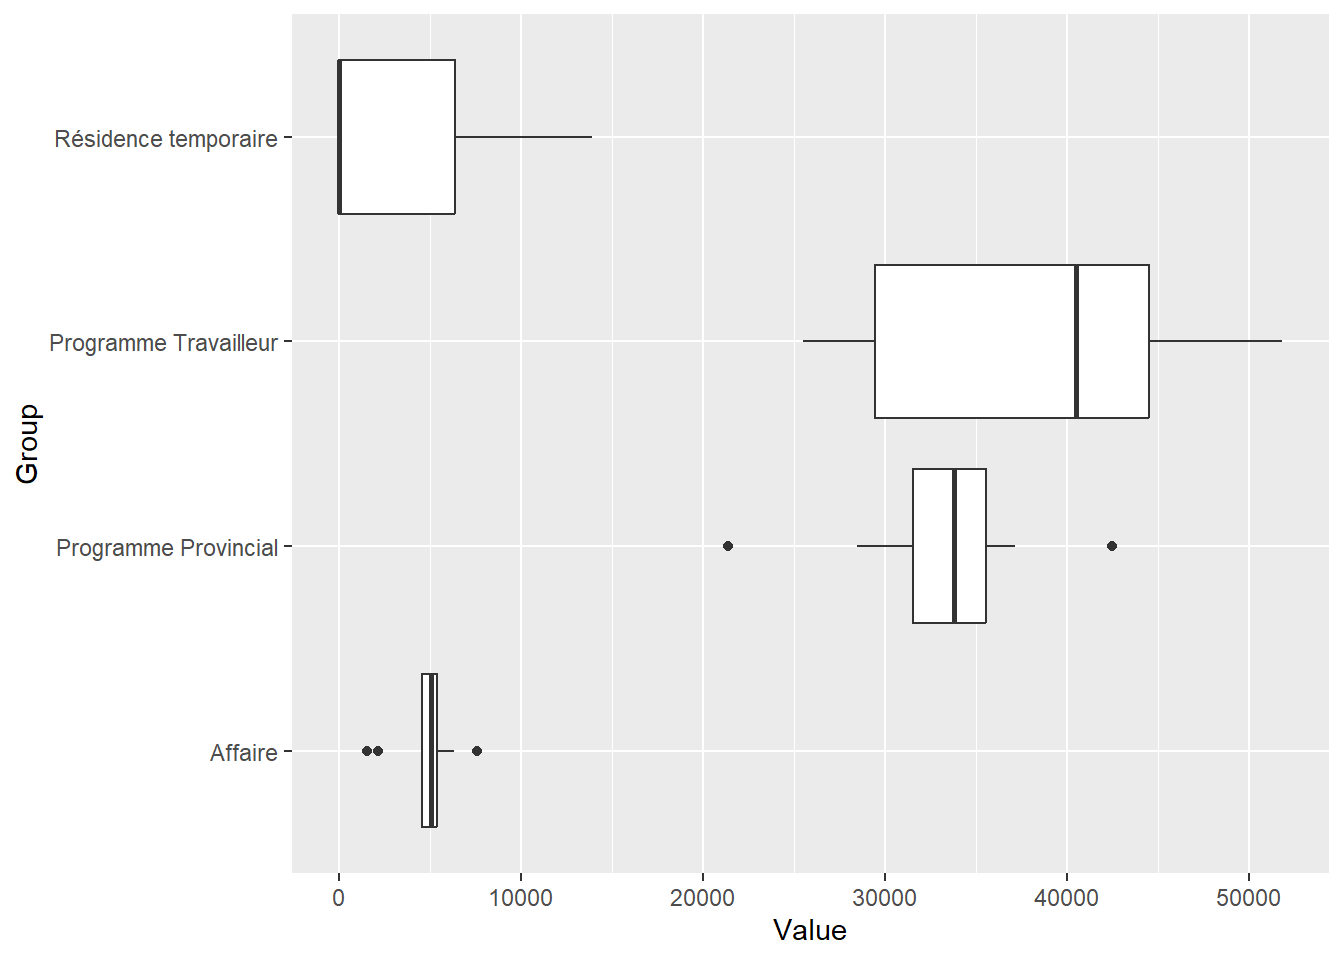 Résidence temporaire
Programme Travailleur
Programme Provincial
Affaire
Group
0 10000 20000 30000 40000 50000
Value